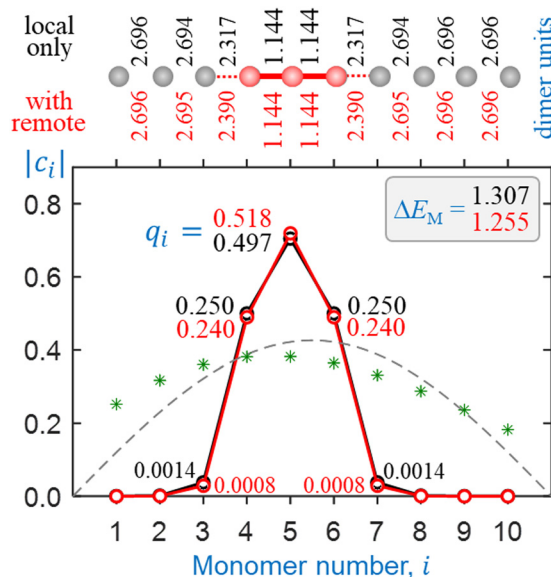 local only
2.696 2.694 2.317 1.144 1.144 2.317 2.694 2.696 2.696
with remote
2.696 2.695 2.390 1.144 1.144 2.390 2.695 2.696 2.696
dimer units
|c_i|
ΔE_M = 1.307
1.255
q_i = 0.518
0.497
0.250
0.240
0.250
0.240
0.0014
0.0008
0.0008
0.0014
0.8
0.6
0.4
0.2
0.0
1 2 3 4 5 6 7 8 9 10
Monomer number, i